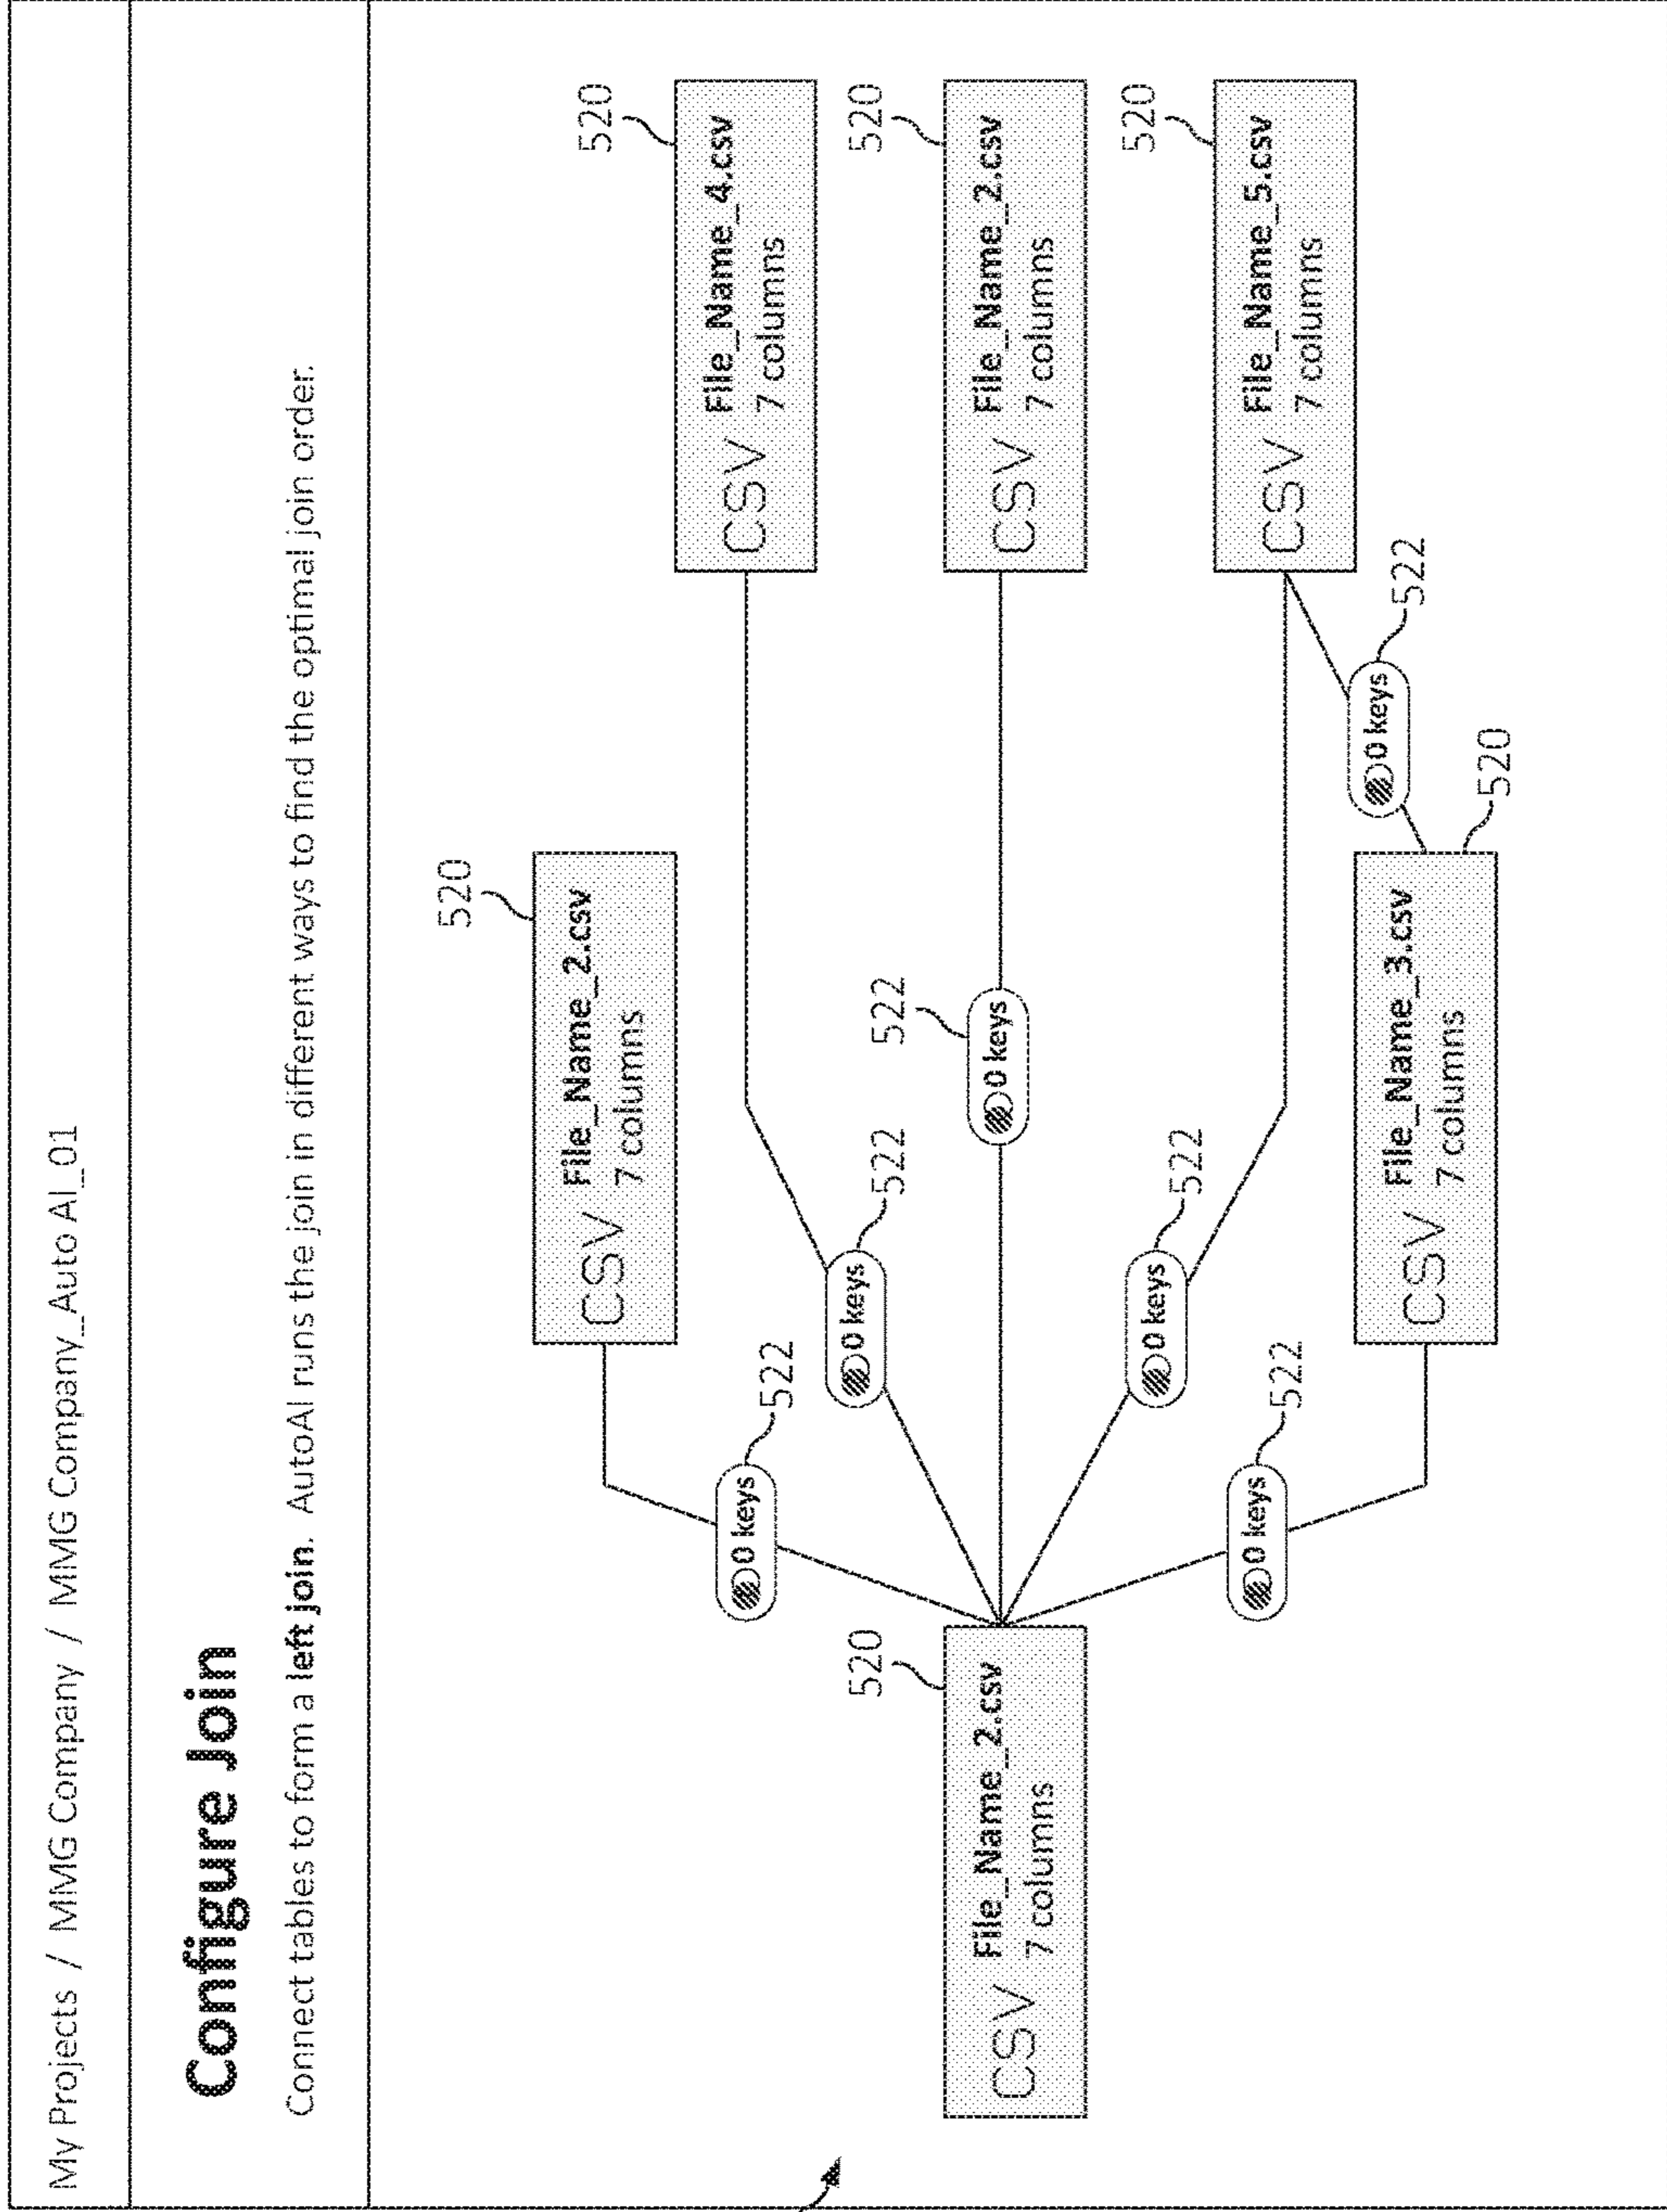 My Projects / MMG Company / MMG Company_Auto AI_01
Configure Join
Connect tables to form a left join. AutoAI runs the join in different ways to find the optimal join order.
520
CSV File_Name_2.csv
7 columns
520
CSV File_Name_4.csv
7 columns
522
0 keys
522
0 keys
520
CSV File_Name_2.csv
7 columns
522
0 keys
520
CSV File_Name_2.csv
7 columns
522
0 keys
520
CSV File_Name_5.csv
7 columns
522
0 keys
522
0 keys
CSV File_Name_3.csv
7 columns
520